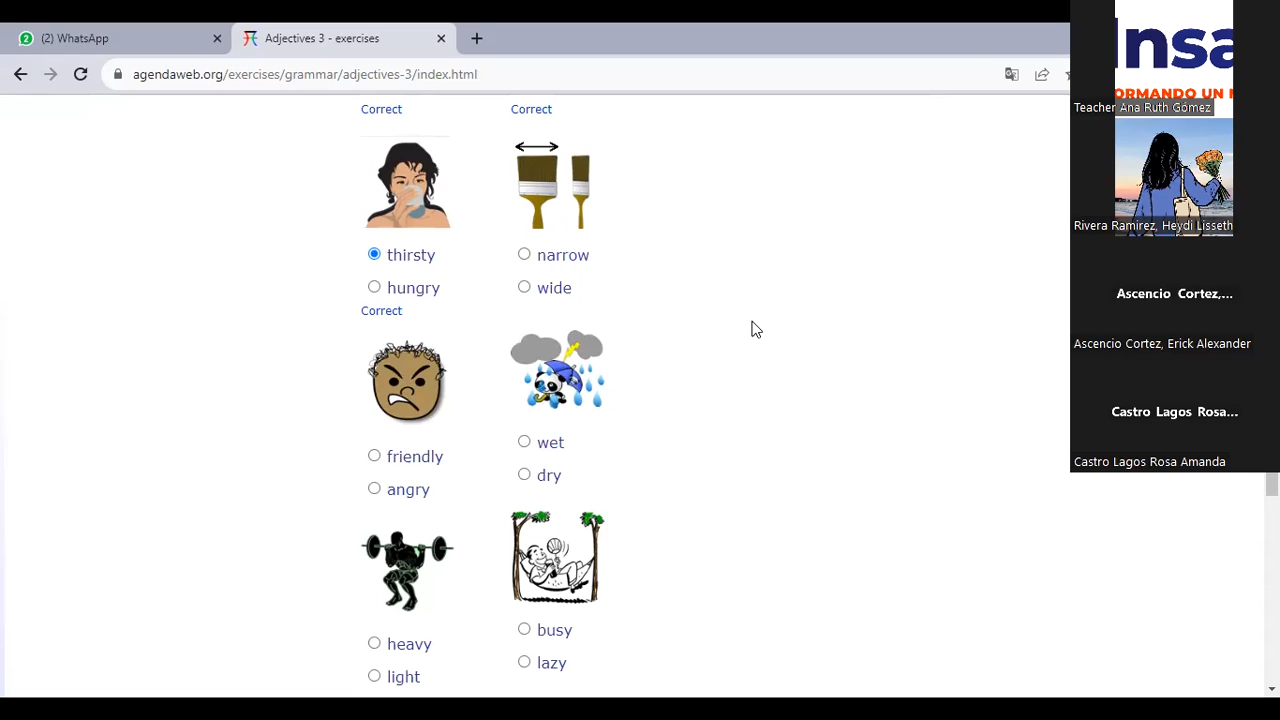 (2) WhatsApp
Adjectives 3 - exercises
agendaweb.org/exercises/grammar/adjectives-3/index.html
Correct
Correct
thirsty
narrow
hungry
wide
Correct
friendly
wet
angry
dry
heavy
busy
light
lazy
Insa
ORMANDO UN
Teacher Ana Ruth Gómez
Rivera Ramirez, Heydi Lisseth
Ascencio Cortez,...
Ascencio Cortez, Erick Alexander
Castro Lagos Rosa...
Castro Lagos Rosa Amanda